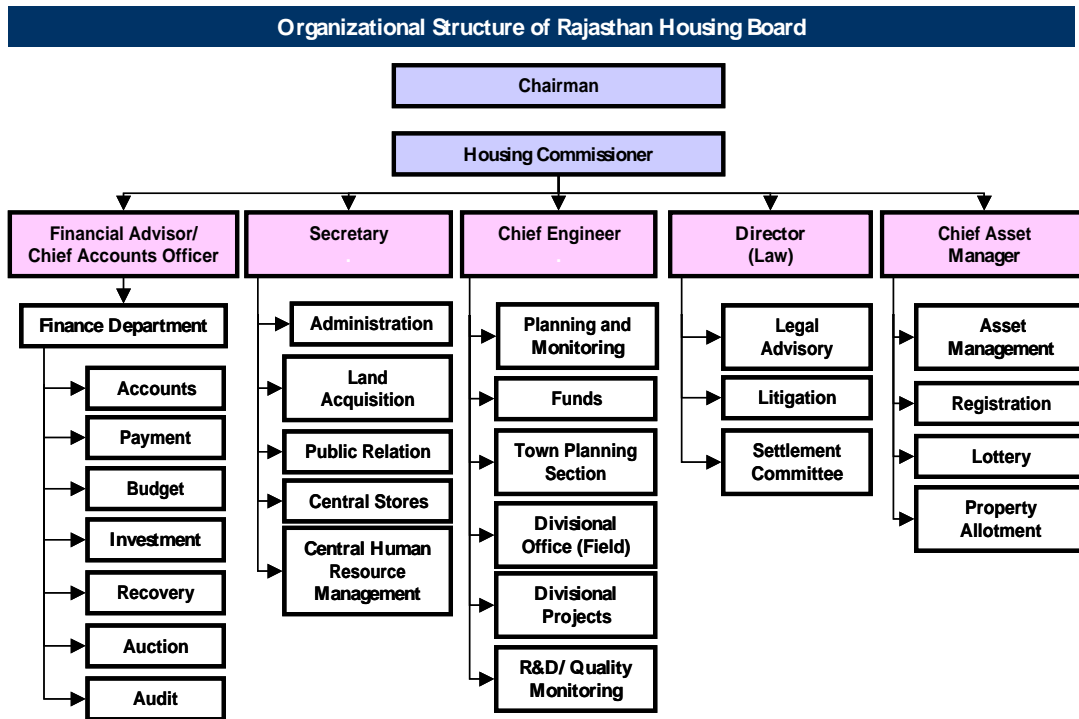 Organizational Structure of Rajasthan Housing Board
Chairman
Housing Commissioner
Financial Advisor/
Chief Accounts Officer
Secretary
Chief Engineer
Director
(Law)
Chief Asset
Manager
Finance Department
Accounts
Payment
Budget
Investment
Recovery
Auction
Audit
Administration
Land
Acquisition
Public Relation
Central Stores
Central Human
Resource
Management
Planning and
Monitoring
Funds
Town Planning
Section
Divisional
Office (Field)
Divisional
Projects
R&D/ Quality
Monitoring
Legal
Advisory
Litigation
Settlement
Committee
Asset
Management
Registration
Lottery
Property
Allotment